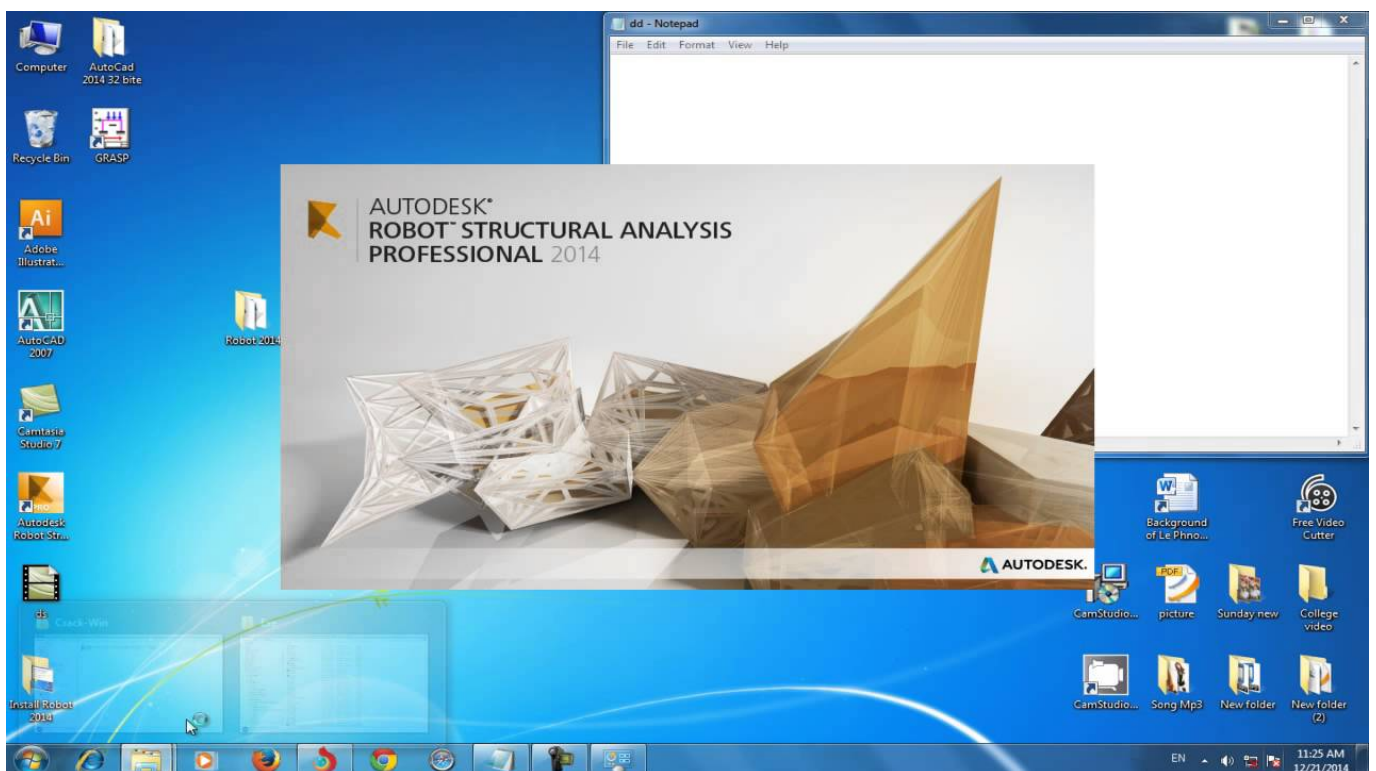 dd - Notepad
File Edit Format View Help
Computer
AutoCad
2014 32 bite
Recycle Bin
GRASP
Ai
Adobe
Illustrat...
AutoCAD
2007
Robot 2014
Camtasia
Studio 7
PRO
Autodesk
Robot Str...
AUTODESK®
ROBOT™ STRUCTURAL ANALYSIS
PROFESSIONAL 2014
AUTODESK.
W
Background
of Le Phno...
Free Video
Cutter
CamStudio...
PDF
picture
Sunday new
College
video
ds
Crack-Win
Install Robot
2014
CamStudio...
Song Mp3
New folder
New folder
(2)
EN
11:25 AM
12/21/2014